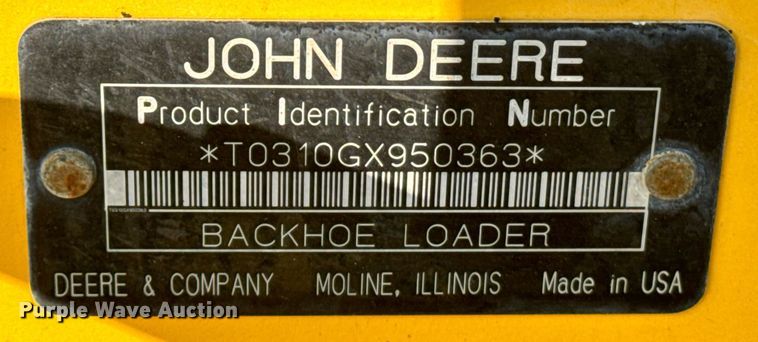 JOHN DEERE
Product Identification Number
*T0310GX950363*
BACKHOE LOADER
DEERE & COMPANY MOLINE, ILLINOIS Made in USA
Purple Wave Auction